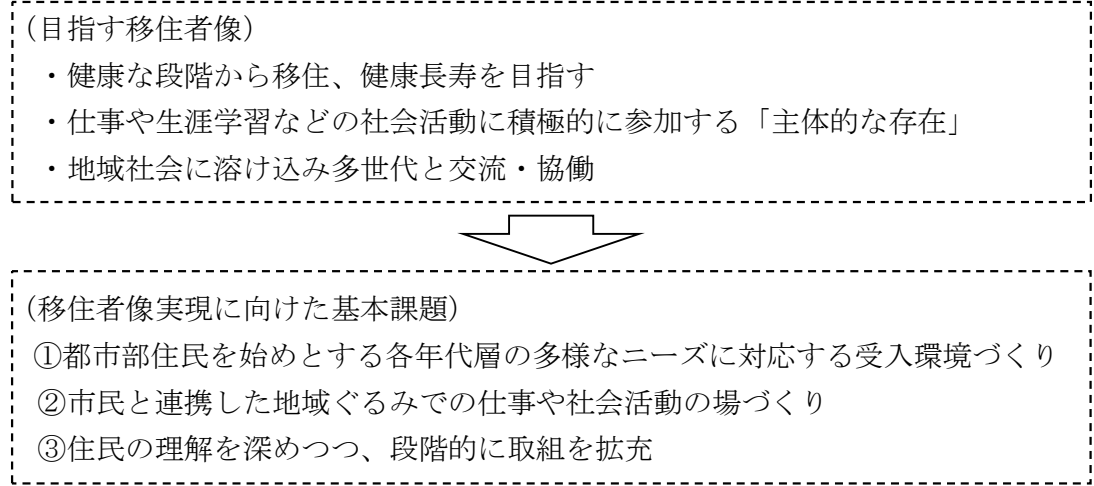 (目指す移住者像)
・健康な段階から移住、健康長寿を目指す
・仕事や生涯学習などの社会活動に積極的に参加する「主体的な存在」
・地域社会に溶け込み多世代と交流・協働
(移住者像実現に向けた基本課題)
①都市部住民を始めとする各年代層の多様なニーズに対応する受入環境づくり
②市民と連携した地域ぐるみでの仕事や社会活動の場づくり
③住民の理解を深めつつ、段階的に取組を拡充